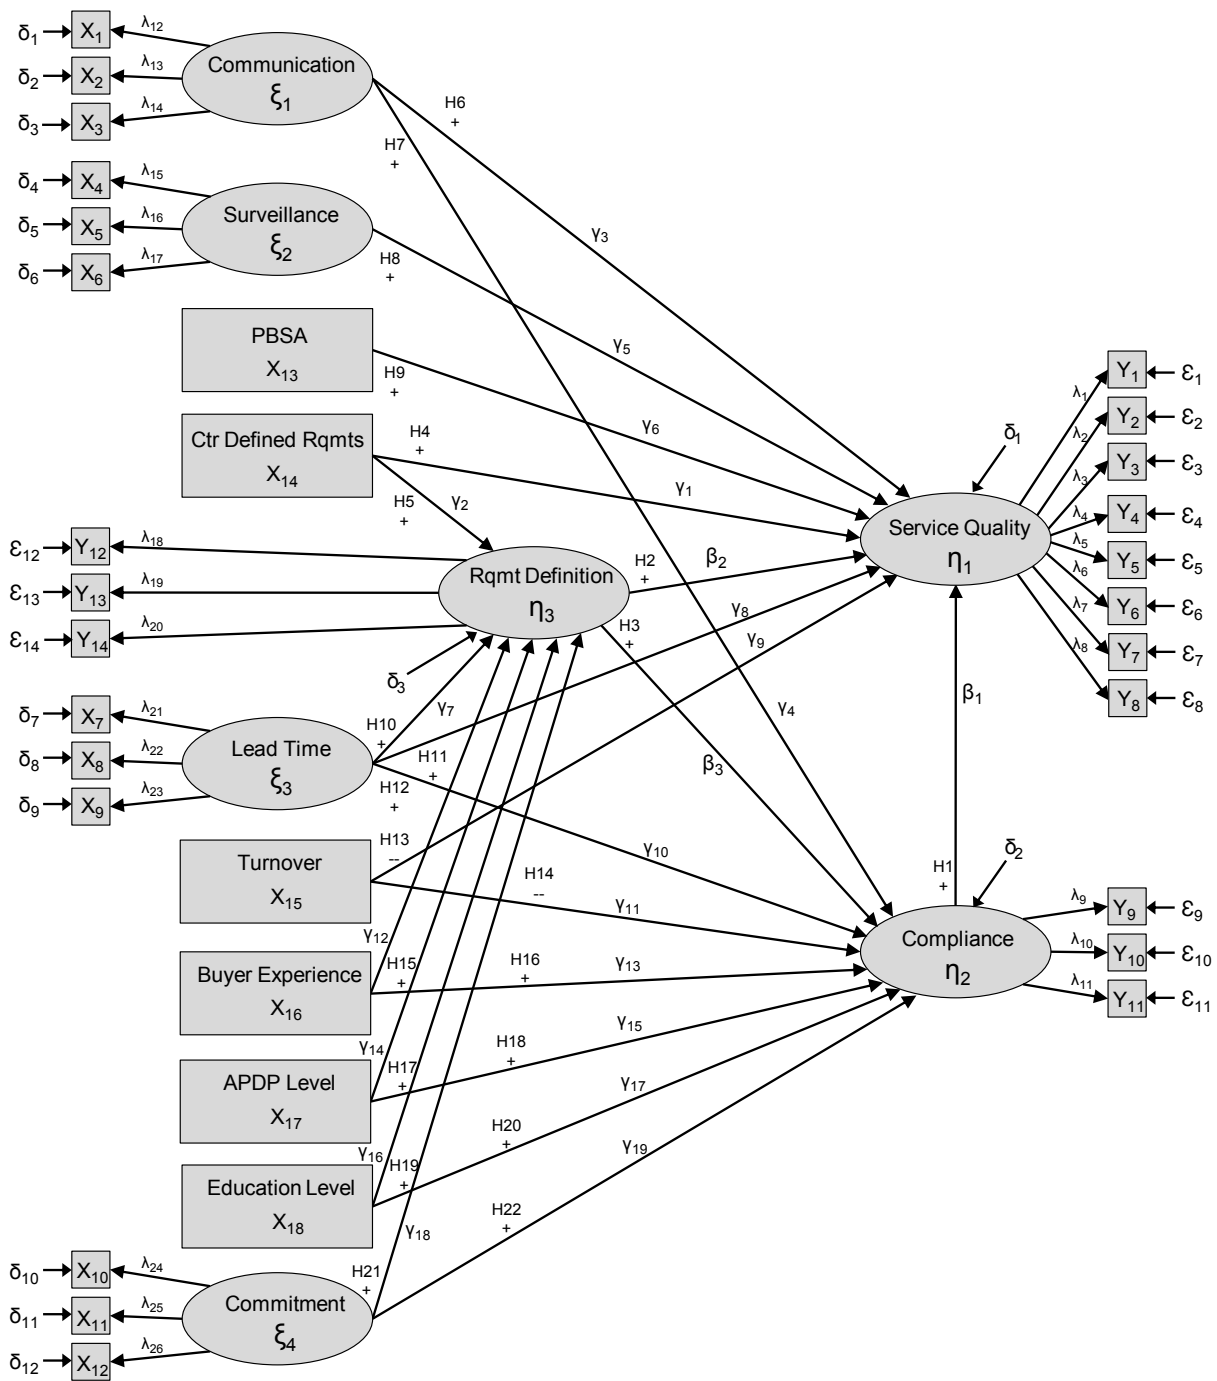 δ1 X1 λ12
δ2 X2 λ13
δ3 X3 λ14
Communication
ξ1
H6
+
H7
+
δ4 X4 λ15
δ5 X5 λ16
δ6 X6 λ17
Surveillance
ξ2
H8
+
γ3
PBSA
X13
H9
+
γ5
γ6
Ctr Defined Rqmts
X14
H4
+
γ1
H5
+
γ2
Service Quality
η1
δ1
λ1 Y1 ε1
λ2 Y2 ε2
λ3 Y3 ε3
λ4 Y4 ε4
λ5 Y5 ε5
λ6 Y6 ε6
λ7 Y7 ε7
λ8 Y8 ε8
ε12 Y12 λ18
ε13 Y13 λ19
ε14 Y14 λ20
Rqmt Definition
η3
δ3
H2
+
β2
H3
+
γ8
γ9
β1
γ4
β3
δ7 X7 λ21
δ8 X8 λ22
δ9 X9 λ23
Lead Time
ξ3
γ7
H10
+
H11
+
H12
+
γ10
Turnover
X15
H13
--
H14
--
γ11
H1
+
δ2
Compliance
η2
λ9 Y9 ε9
λ10 Y10 ε10
λ11 Y11 ε11
Buyer Experience
X16
γ12
H15
+
H16
+
γ13
APDP Level
X17
γ14
H17
+
H18
+
γ15
Education Level
X18
γ16
H19
+
H20
+
γ17
δ10 X10 λ24
δ11 X11 λ25
δ12 X12 λ26
Commitment
ξ4
γ18
H21
+
H22
+
γ19